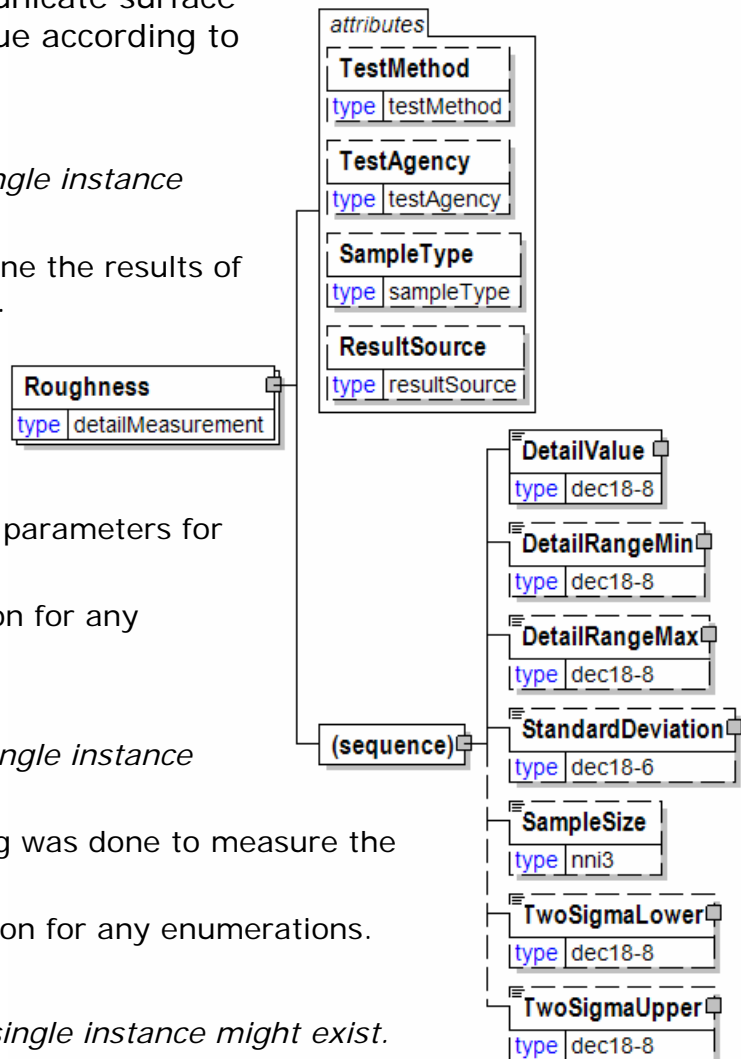 unicate surface
ue according to
ngle instance
ne the results of
.
parameters for
on for any
ngle instance
g was done to measure the
on for any enumerations.
single instance might exist.
Roughness
type detailMeasurement
attributes
TestMethod
type testMethod
TestAgency
type testAgency
SampleType
type sampleType
ResultSource
type resultSource
(sequence)
DetailValue
type dec18-8
DetailRangeMin
type dec18-8
DetailRangeMax
type dec18-8
StandardDeviation
type dec18-6
SampleSize
type nni3
TwoSigmaLower
type dec18-8
TwoSigmaUpper
type dec18-8